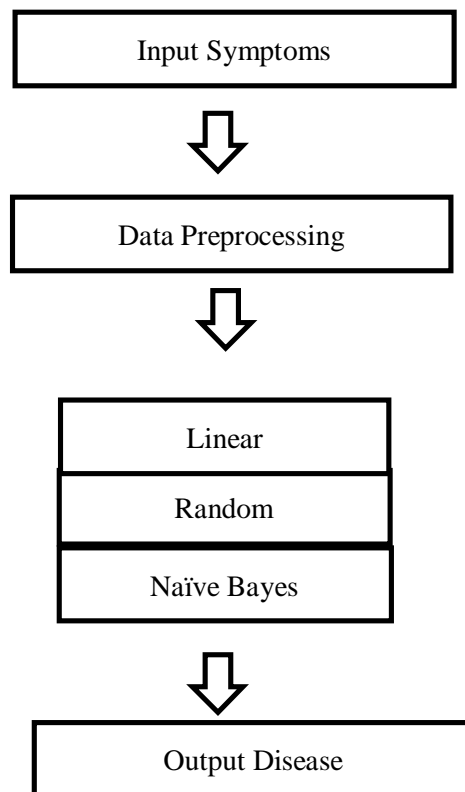 Input Symptoms
Data Preprocessing
Linear
Random
Naïve Bayes
Output Disease